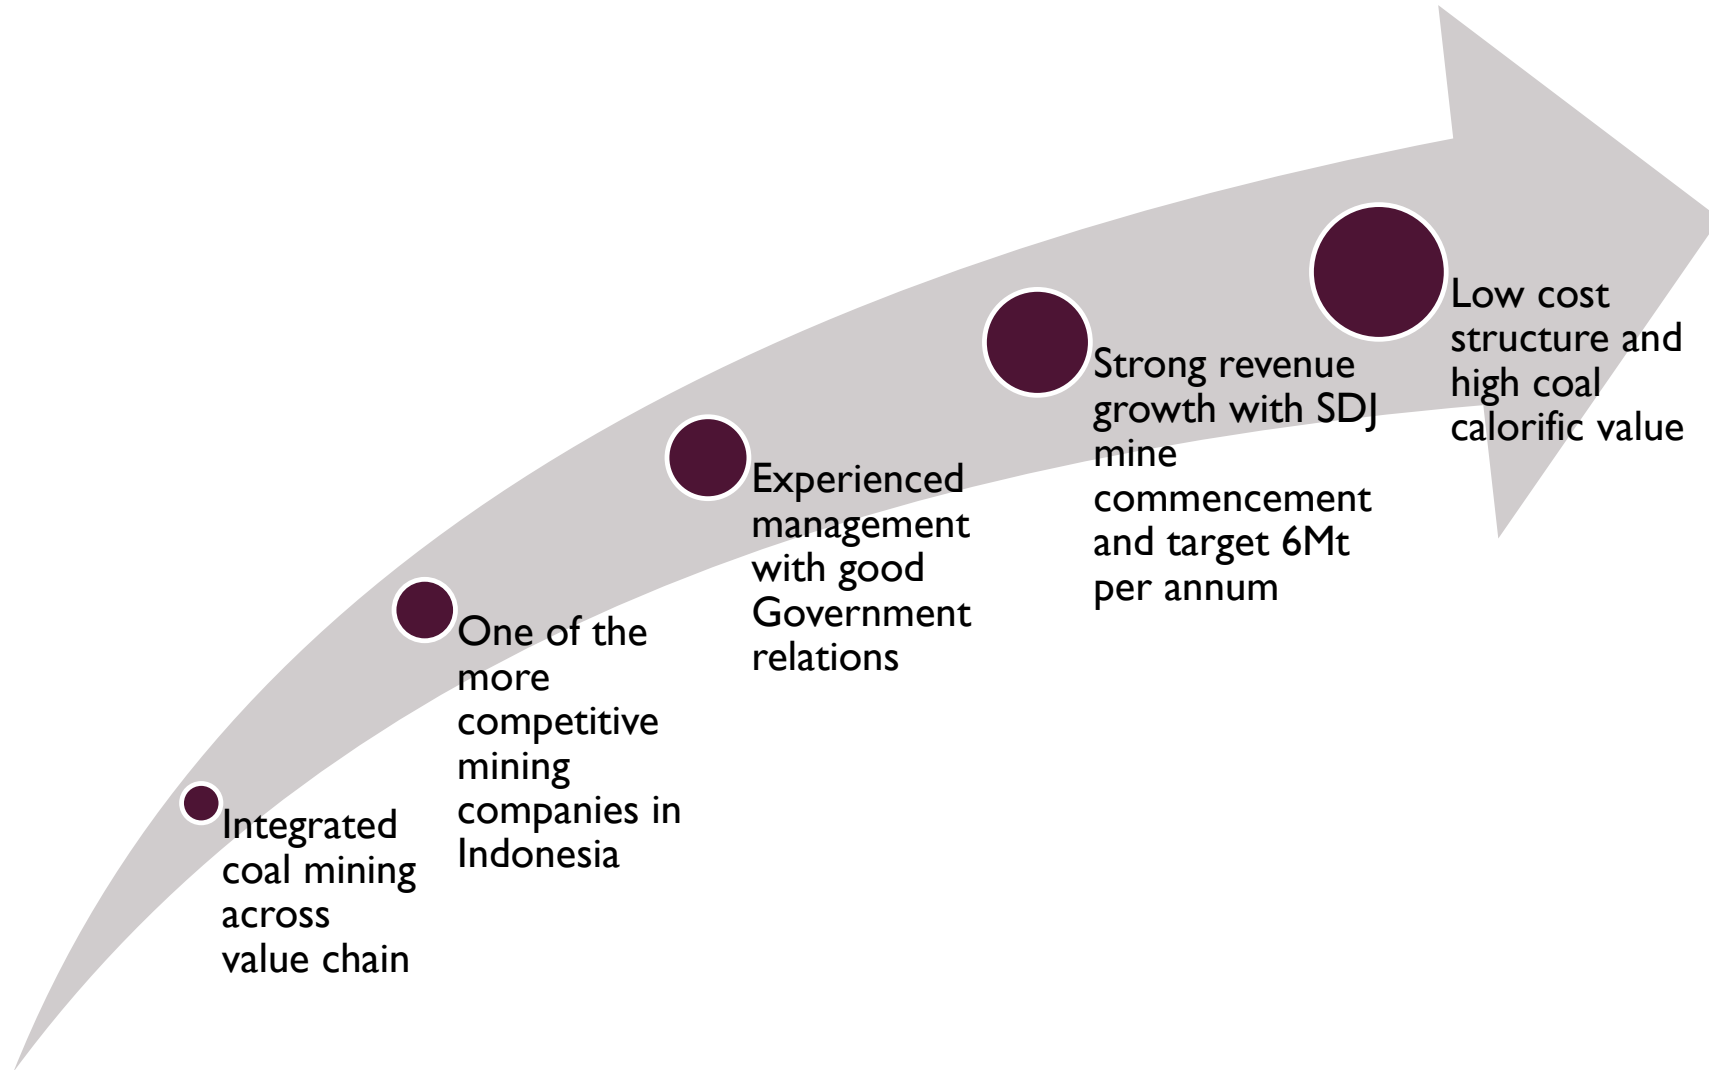 Integrated
coal mining
across
value chain
One of the
more
competitive
mining
companies in
Indonesia
Experienced
management
with good
Government
relations
Strong revenue
growth with SDJ
mine
commencement
and target 6Mt
per annum
Low cost
structure and
high coal
calorific value